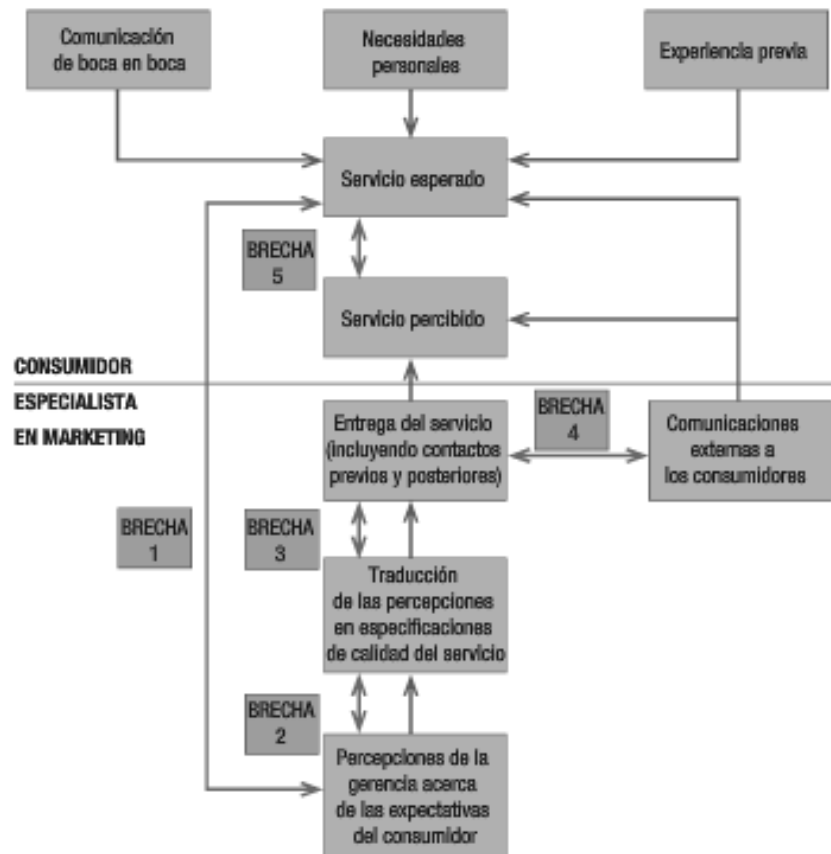 Comunicación
de boca en boca
Necesidades
personales
Experiencia previa
Servicio esperado
BRECHA
5
Servicio percibido
CONSUMIDOR
ESPECIALISTA
EN MARKETING
Entrega del servicio
(incluyendo contactos
previos y posteriores)
BRECHA
4
Comunicaciones
externas a
los consumidores
BRECHA
1
BRECHA
3
Traducción
de las percepciones
en especificaciones
de calidad del servicio
BRECHA
2
Percepciones de la
gerencia acerca
de las expectativas
del consumidor